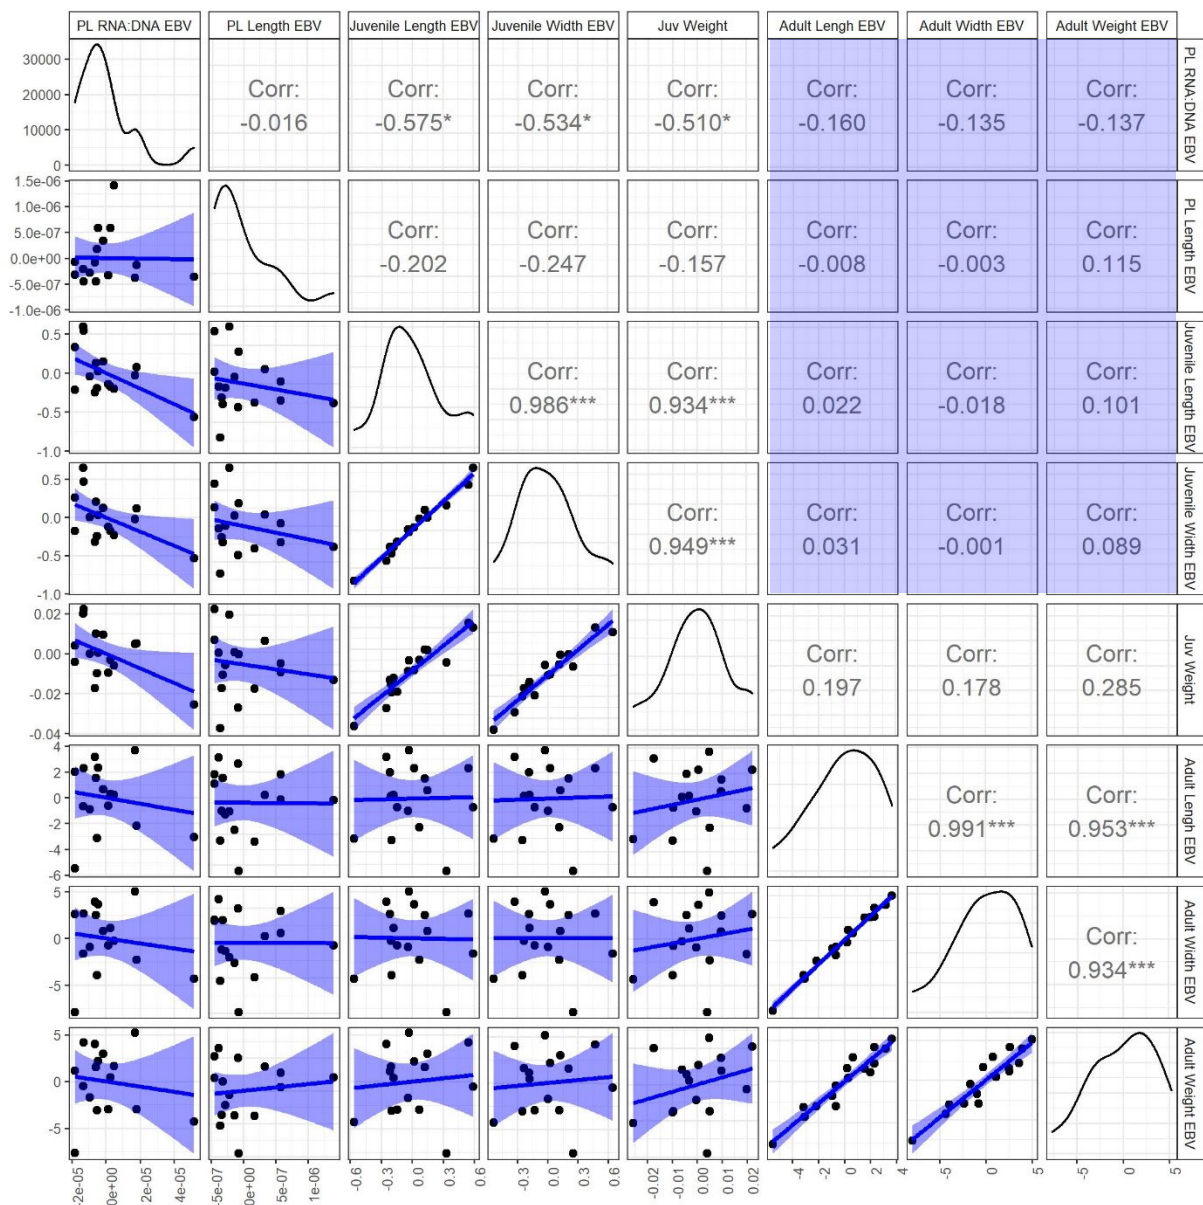 PL RNA:DNA EBV
PL Length EBV
Juvenile Length EBV
Juvenile Width EBV
Juv Weight
Adult Lengh EBV
Adult Width EBV
Adult Weight EBV
30000
20000
10000
0
Corr:
-0.016
Corr:
-0.575*
Corr:
-0.534*
Corr:
-0.510*
Corr:
-0.160
Corr:
-0.135
Corr:
-0.137
PL RNA:DNA EBV
1.5e-06
1.0e-06
5.0e-07
0.0e+00
-5.0e-07
-1.0e-06
Corr:
-0.202
Corr:
-0.247
Corr:
-0.157
Corr:
-0.008
Corr:
-0.003
Corr:
0.115
PL Length EBV
0.5
0.0
-0.5
-1.0
Corr:
0.986***
Corr:
0.934***
Corr:
0.022
Corr:
-0.018
Corr:
0.101
Juvenile Length EBV
0.5
0.0
-0.5
-1.0
Corr:
0.949***
Corr:
0.031
Corr:
-0.001
Corr:
0.089
Juvenile Width EBV
0.02
0.00
-0.02
-0.04
Corr:
0.197
Corr:
0.178
Corr:
0.285
Juv Weight
4
2
0
-2
-4
-6
Corr:
0.991***
Corr:
0.953***
Adult Lengh EBV
5
0
-5
Corr:
0.934***
Adult Width EBV
5
0
-5
Adult Weight EBV
-2e-05
0e+00
2e-05
4e-05
-5e-07
0e+00
5e-07
1e-06
-0.6
-0.3
0.0
0.3
0.6
-0.6
-0.3
0.0
0.3
0.6
-0.02
-0.01
0.00
0.01
0.02
-4
-2
0
2
4
-5
0
5
-5
0
5